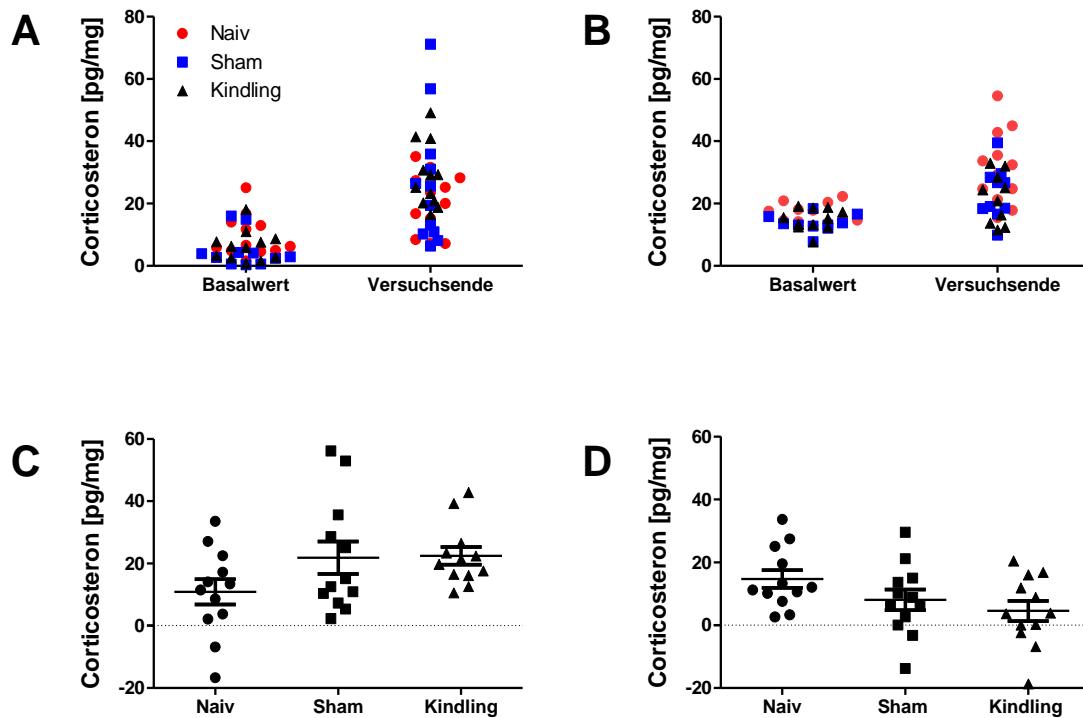 A
Corticosteron [pg/mg]
80
60
40
20
0
Naiv
Sham
Kindling
Basalwert Versuchsende
B
Corticosteron [pg/mg]
80
60
40
20
0
Basalwert Versuchsende
C
Corticosteron [pg/mg]
60
40
20
0
-20
Naiv Sham Kindling
D
Corticosteron [pg/mg]
60
40
20
0
-20
Naiv Sham Kindling